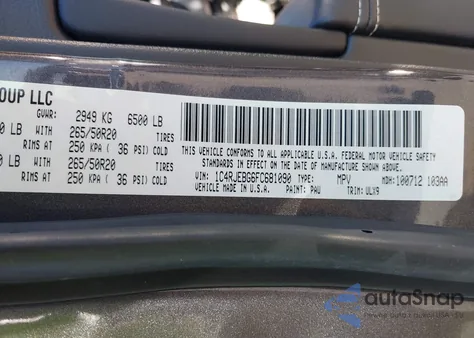 OUP LLC
GVWR: 2949 KG 6500 LB
LB WITH 265/50R20 TIRES
RIMS AT 250 KPA ( 36 PSI) COLD
LB WITH 265/50R20 TIRES
RIMS AT 250 KPA ( 36 PSI) COLD
THIS VEHICLE CONFORMS TO ALL APPLICABLE U.S.A. FEDERAL MOTOR VEHICLE SAFETY
STANDARDS IN EFFECT ON THE DATE OF MANUFACTURE SHOWN ABOVE.
VIN: 1C4RJEBG6FC681090 TYPE: MPV MDH: 100712 103AA
MADE IN U.S.A. PAINT: PAU TRIM: ULX9
autoSnap